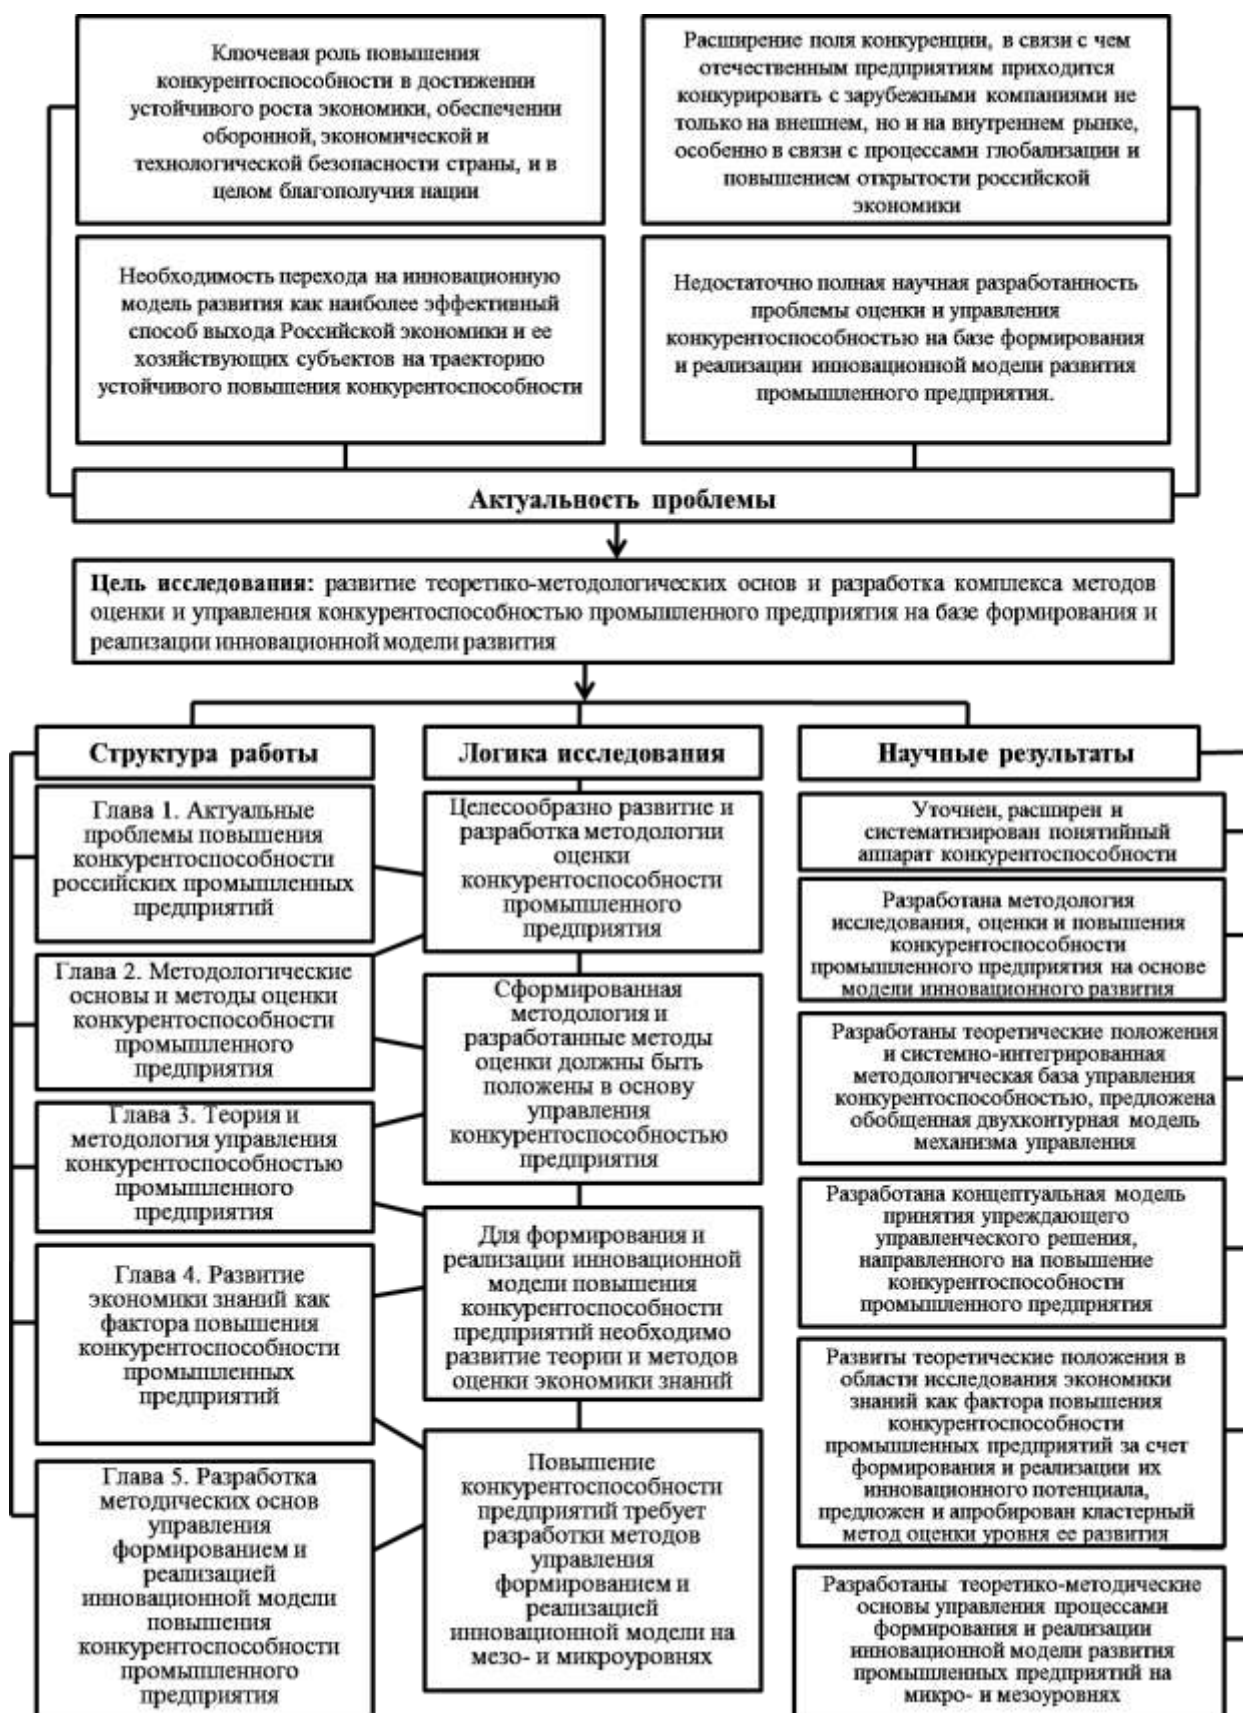 Ключевая роль повышения
конкурентоспособности в достижении
устойчивого роста экономики, обеспечении
оборонной, экономической и
технологической безопасности страны, и в
целом благополучия нации
Расширение поля конкуренции, в связи с чем
отечественным предприятиям приходится
конкурировать с зарубежными компаниями не
только на внешнем, но и на внутреннем рынке,
особенно в связи с процессами глобализации и
повышением открытости российской
экономики
Необходимость перехода на инновационную
модель развития как наиболее эффективный
способ выхода Российской экономики и ее
хозяйствующих субъектов на траекторию
устойчивого повышения конкурентоспособности
Недостаточно полная научная разработанность
проблемы оценки и управления
конкурентоспособностью на базе формирования
и реализации инновационной модели развития
промышленного предприятия.
Актуальность проблемы
Цель исследования: развитие теоретико-методологических основ и разработка комплекса методов
оценки и управления конкурентоспособностью промышленного предприятия на базе формирования и
реализации инновационной модели развития
Структура работы
Глава 1. Актуальные
проблемы повышения
конкурентоспособности
российских промышленных
предприятий
Глава 2. Методологические
основы и методы оценки
конкурентоспособности
промышленного
предприятия
Глава 3. Теория и
методология управления
конкурентоспособностью
промышленного
предприятия
Глава 4. Развитие
экономики знаний как
фактора повышения
конкурентоспособности
промышленных
предприятий
Глава 5. Разработка
методических основ
управления
формированием и
реализацией
инновационной модели
повышения
конкурентоспособности
промышленного
предприятия
Логика исследования
Целесообразно развитие и
разработка методологии
оценки
конкурентоспособности
промышленного
предприятия
Сформированная
методология и
разработанные методы
оценки должны быть
положены в основу
управления
конкурентоспособностью
предприятия
Для формирования и
реализации инновационной
модели повышения
конкурентоспособности
предприятий необходимо
развитие теории и методов
оценки экономики знаний
Повышение
конкурентоспособности
предприятий требует
разработки методов
управления
формированием и
реализацией
инновационной модели на
мезо- и микроуровнях
Научные результаты
Уточнен, расширен и
систематизирован понятийный
аппарат конкурентоспособности
Разработана методология
исследования, оценки и повышения
конкурентоспособности
промышленного предприятия на основе
модели инновационного развития
Разработаны теоретические положения
и системно-интегрированная
методологическая база управления
конкурентоспособностью, предложена
обобщенная двухконтурная модель
механизма управления
Разработана концептуальная модель
принятия упреждающего
управленческого решения,
направленного на повышение
конкурентоспособности
промышленного предприятия
Развиты теоретические положения в
области исследования экономики
знаний как фактора повышения
конкурентоспособности
промышленных предприятий за счет
формирования и реализации их
инновационного потенциала,
предложен и апробирован кластерный
метод оценки уровня ее развития
Разработаны теоретико-методические
основы управления процессами
формирования и реализации
инновационной модели развития
промышленных предприятий на
микро- и мезоуровнях